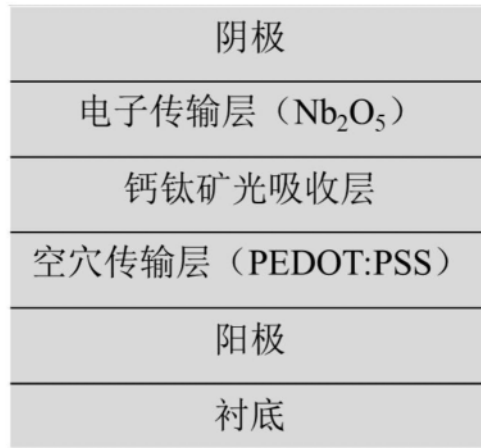 阴极
电子传输层（Nb₂O₅）
钙钛矿光吸收层
空穴传输层（PEDOT:PSS）
阳极
衬底